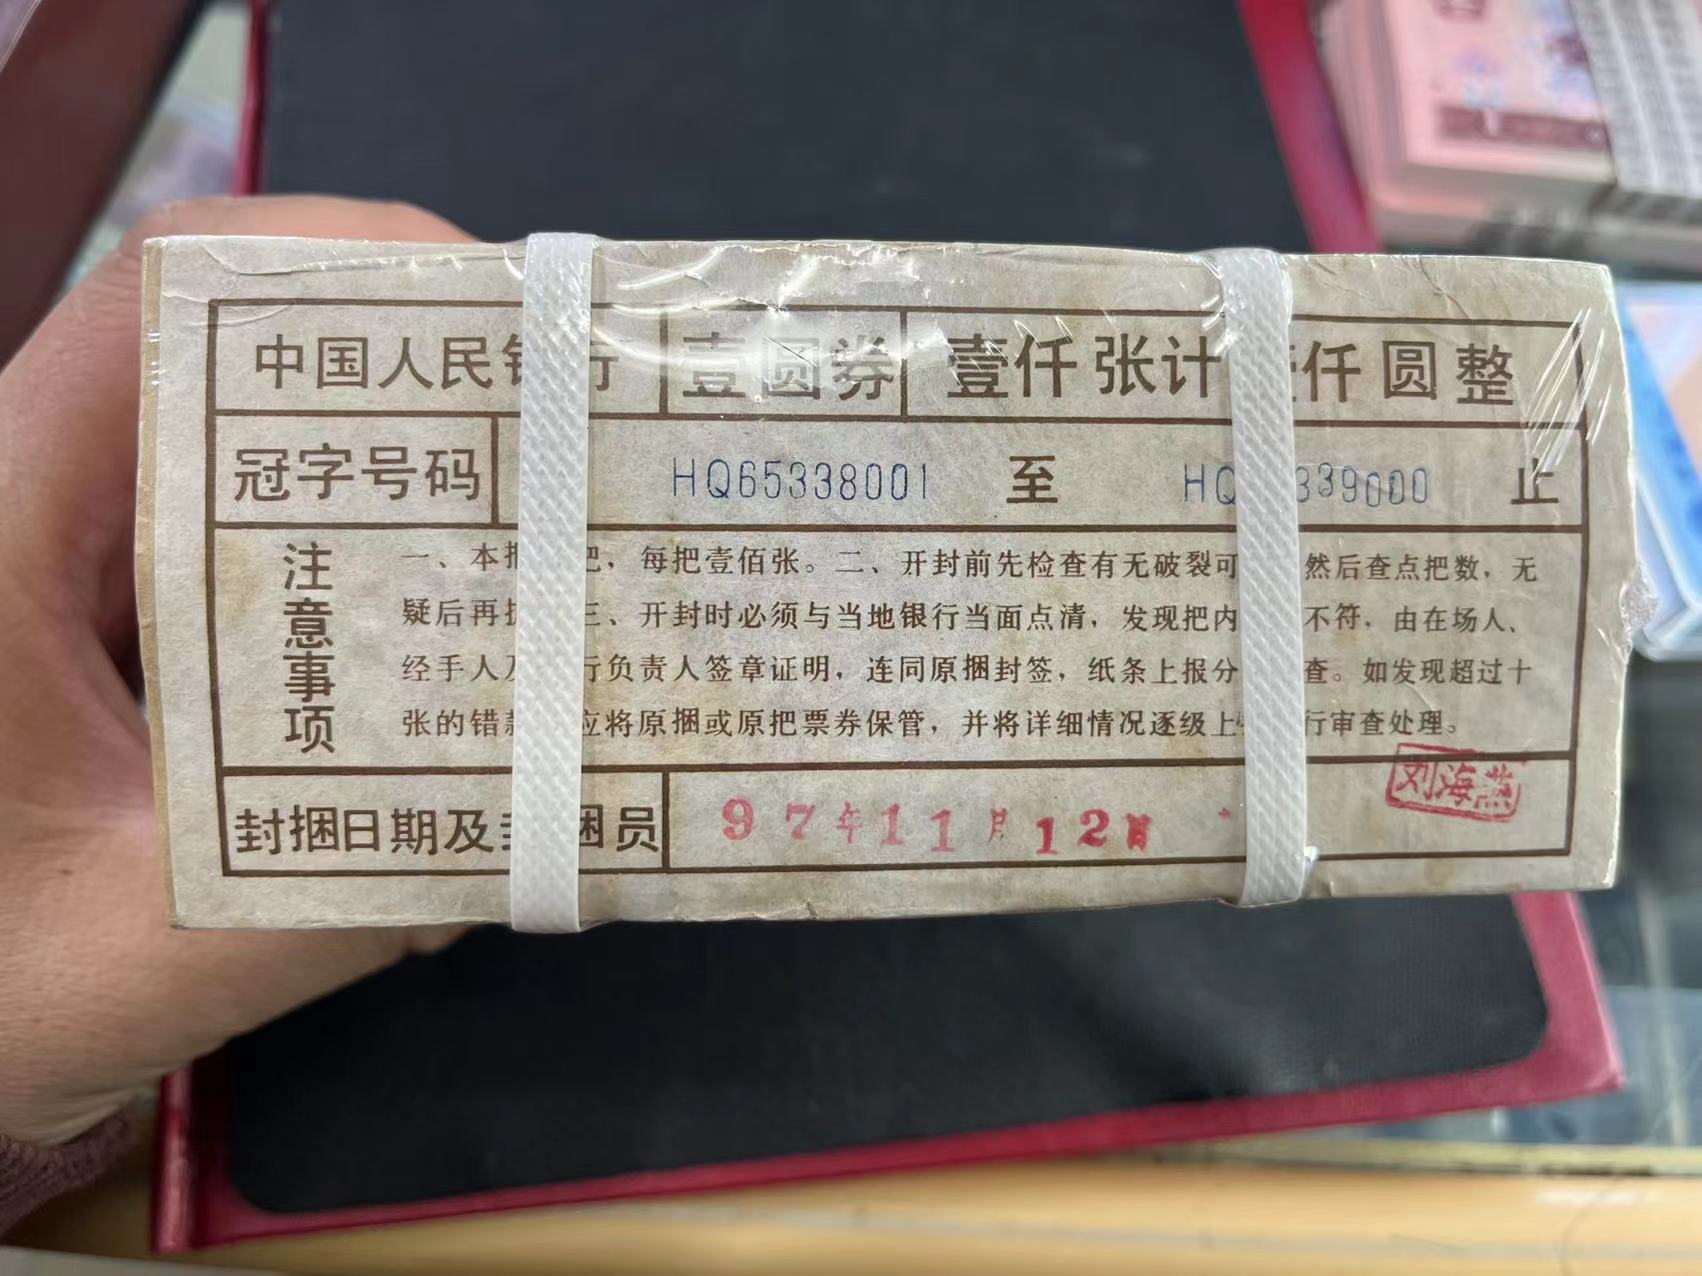 中国人民 行 壹圆券 壹仟张计 仟圆整
冠字号码 HQ65338001 至 HQ 339000 止
注意事项
一、本 把，每把壹佰张。二、开封前先检查有无破裂可 然后查点把数，无
疑后再 三、开封时必须与当地银行当面点清，发现把内 不符，由在场人、
经手人 行负责人签章证明，连同原捆封签，纸条上报分 查。如发现超过十
张的错 应将原捆或原把票券保管，并将详细情况逐级上 行审查处理。
封捆日期及 捆员 97年11月12日 刘海燕